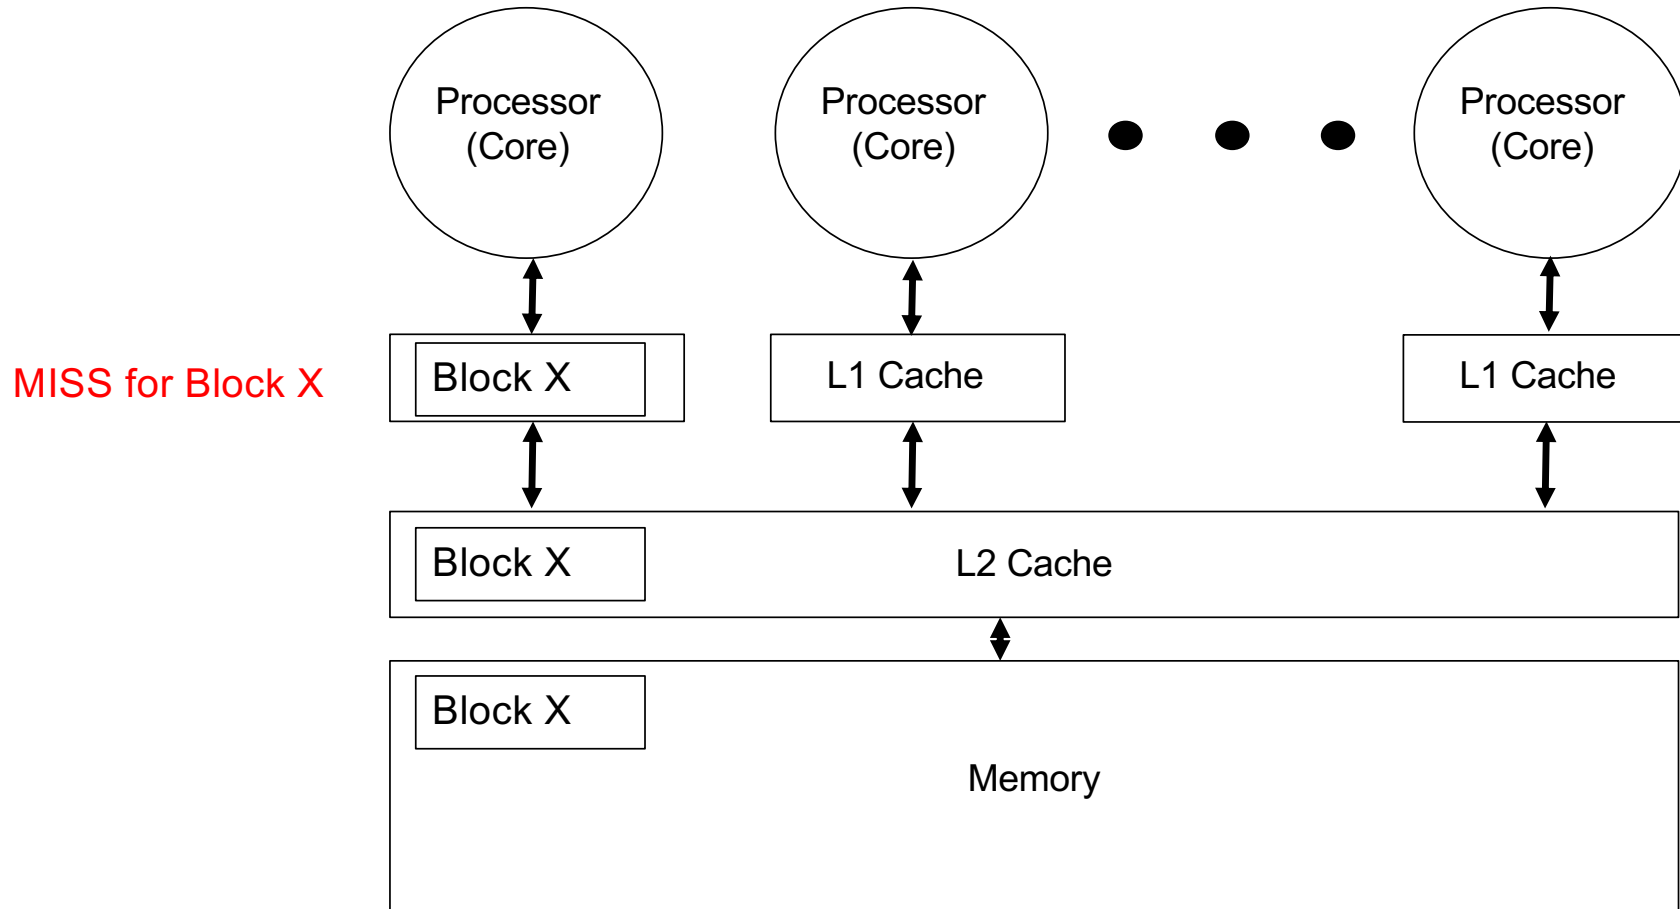 Processor
(Core)
Processor
(Core)
Processor
(Core)
MISS for Block X
Block X
L1 Cache
L1 Cache
Block X
L2 Cache
Block X
Memory